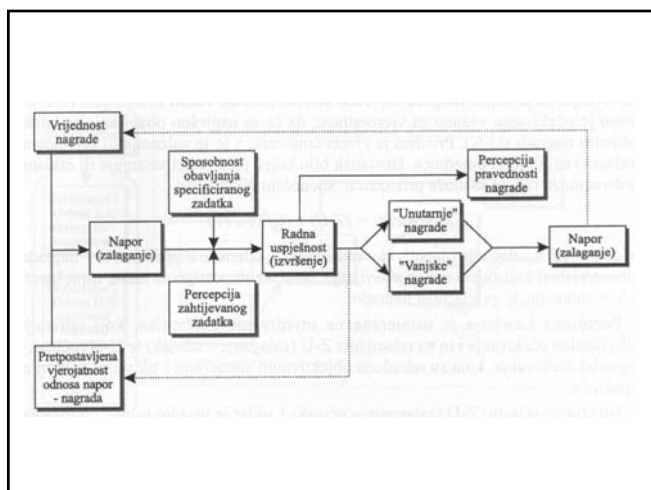 Vrijednost
nagrade
Sposobnost
obavljanja
specificiranog
zadatka
Percepcija
pravednosti
nagrade
Napor
(zalaganje)
Radna
uspješnost
(izvršenje)
"Unutarnje"
nagrade
"Vanjske"
nagrade
Napor
(zalaganje)
Percepcija
zahtijevanog
zadatka
Pretpostavljena
vjerojatnost
odnosa napor
- nagrada